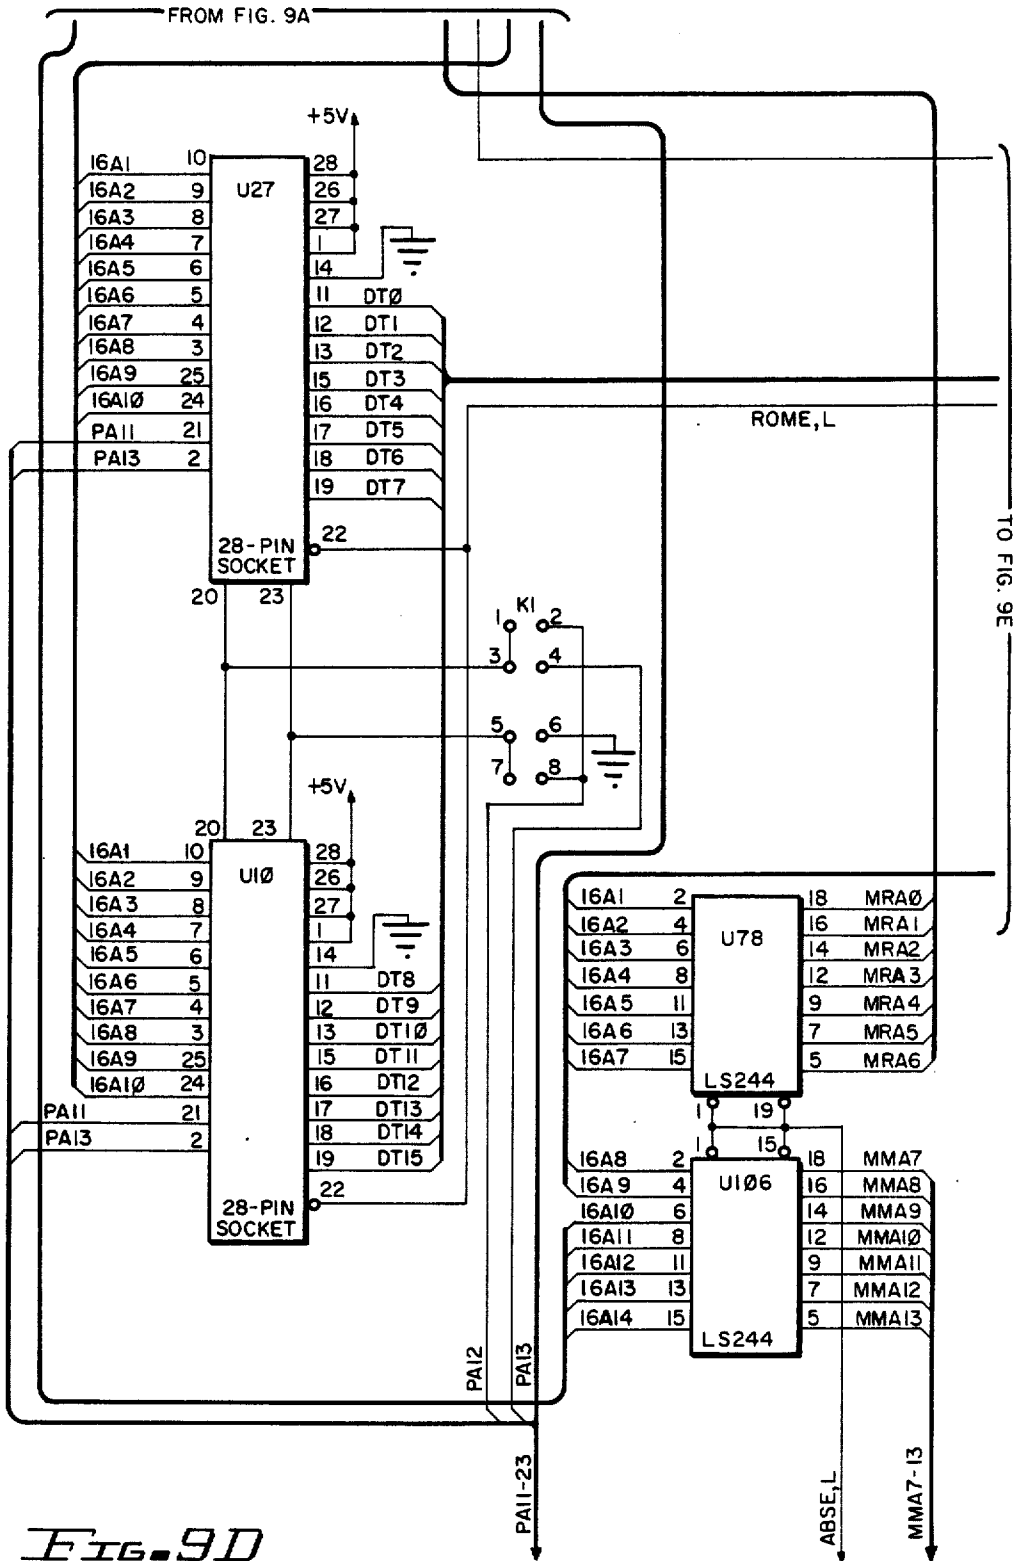 FROM FIG. 9A
+5V
16A1 10 28
16A2 9 U27 26
16A3 8 27
16A4 7 1
16A5 6 14
16A6 5 11 DTØ
16A7 4 12 DT1
16A8 3 13 DT2
16A9 25 15 DT3
16A1Ø 24 16 DT4
PA11 21 17 DT5
PA13 2 18 DT6
19 DT7
ROME,L
28-PIN SOCKET 22
20 23
TO FIG. 9E
K1
1 2
3 4
5 6
7 8
+5V
20 23
16A1 10 28
16A2 9 U1Ø 26
16A3 8 27
16A4 7 1
16A5 6 14
16A6 5 11 DT8
16A7 4 12 DT9
16A8 3 13 DT1Ø
16A9 25 15 DT11
16A1Ø 24 16 DT12
PA11 21 17 DT13
PA13 2 18 DT14
19 DT15
28-PIN SOCKET 22
16A1 2 18 MRAØ
16A2 4 U78 16 MRA1
16A3 6 14 MRA2
16A4 8 12 MRA3
16A5 11 9 MRA4
16A6 13 7 MRA5
16A7 15 5 MRA6
LS244
1 19
1 15
16A8 2 18 MMA7
16A9 4 U1Ø6 16 MMA8
16A1Ø 6 14 MMA9
16A11 8 12 MMA1Ø
16A12 11 9 MMA11
16A13 13 7 MMA12
16A14 15 5 MMA13
LS244
PA12
PA13
PA11-23
ABSE,L
MMA7-13
FIG. 9D